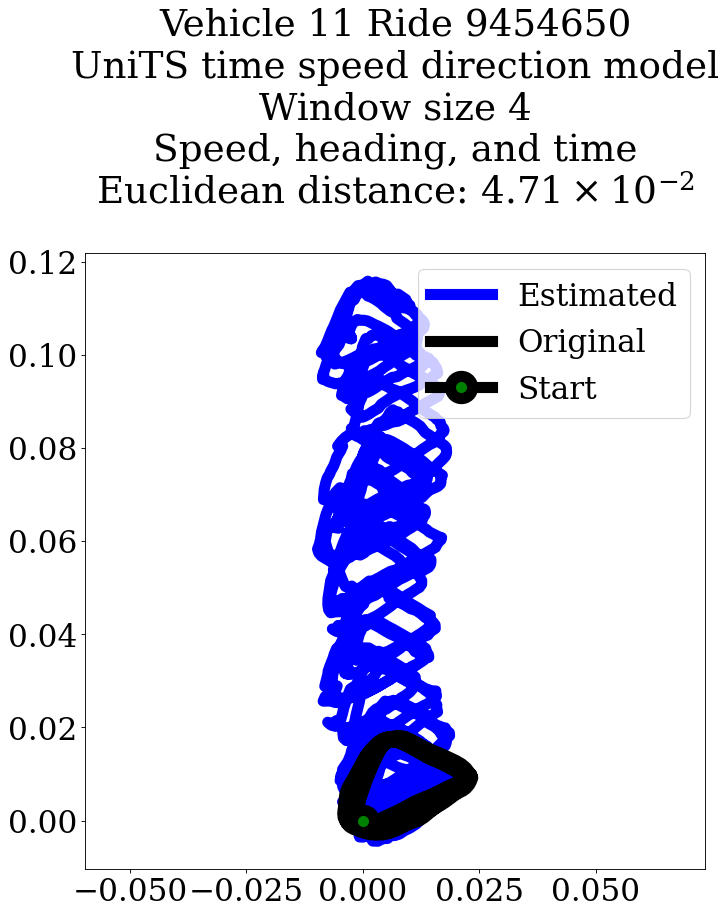 Vehicle 11 Ride 9454650
UniTS time speed direction model
Window size 4
Speed, heading, and time
Euclidean distance: 4.71 × 10⁻²
0.12
0.10
0.08
0.06
0.04
0.02
0.00
Estimated
Original
Start
−0.050 −0.025 0.000 0.025 0.050